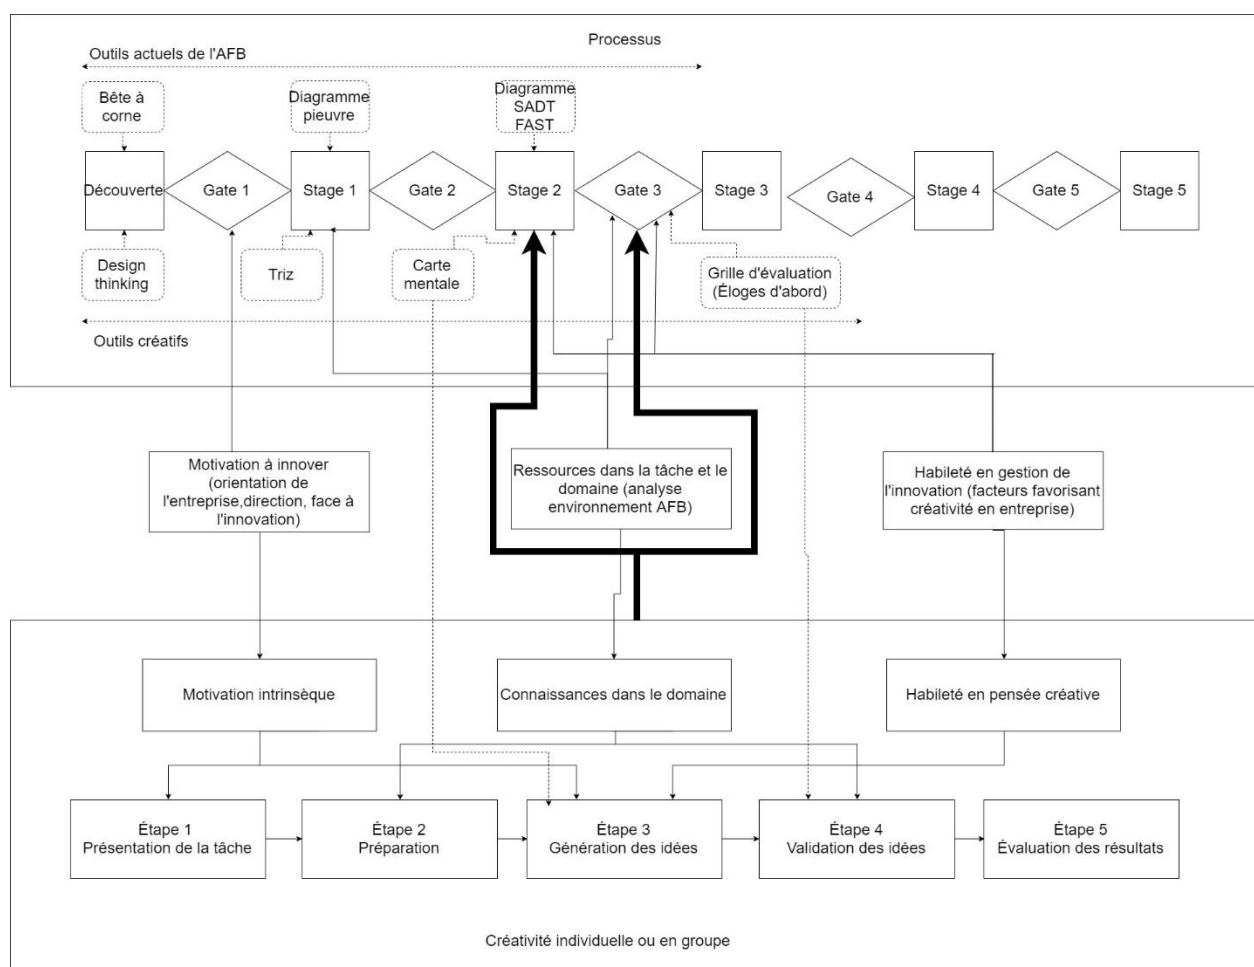 Processus
Outils actuels de l'AFB
Bête à
corne
Diagramme
pieuvre
Diagramme
SADT
FAST
Découverte
Gate 1
Stage 1
Gate 2
Stage 2
Gate 3
Stage 3
Gate 4
Stage 4
Gate 5
Stage 5
Design
thinking
Triz
Carte
mentale
Grille d'évaluation
(Éloges d'abord)
Outils créatifs
Motivation à innover
(orientation de
l'entreprise,direction, face à
l'innovation)
Ressources dans la tâche et le
domaine (analyse
environnement AFB)
Habileté en gestion de
l'innovation (facteurs favorisant
créativité en entreprise)
Motivation intrinsèque
Connaissances dans le domaine
Habileté en pensée créative
Étape 1
Présentation de la tâche
Étape 2
Préparation
Étape 3
Génération des idées
Étape 4
Validation des idées
Étape 5
Évaluation des résultats
Créativité individuelle ou en groupe